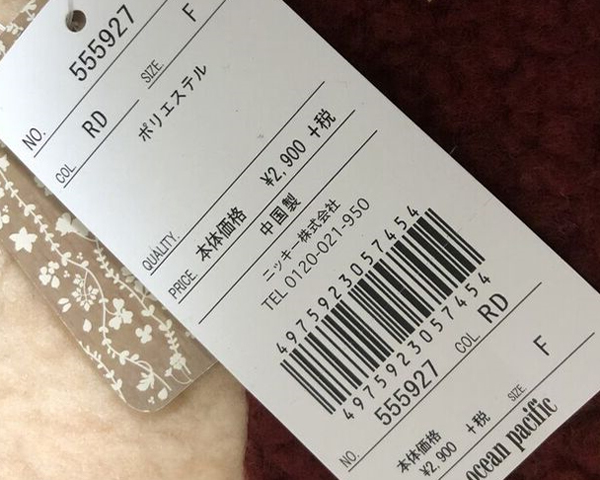 NO. 555927
COL. RD SIZE. F
QUALITY. ポリエステル
PRICE. 本体価格 ¥2,900 +税
中国製
ニッキー株式会社
TEL 0120-021-950
4975923057454
4975923057454
NO. 555927 COL. RD
SIZE. F
本体価格
¥2,900 +税
ocean pacific